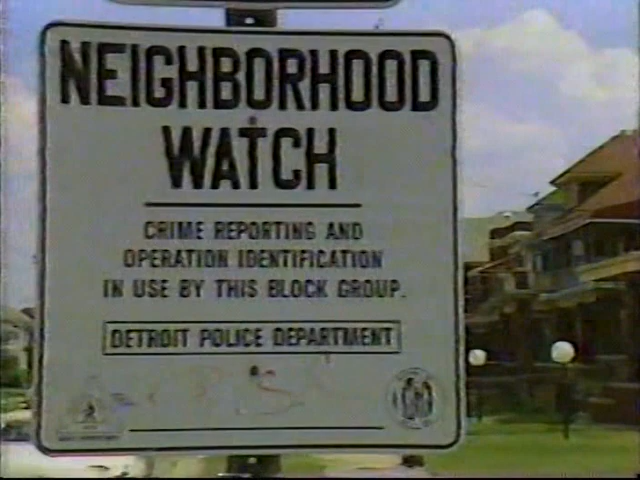 NEIGHBORHOOD
WATCH
CRIME REPORTING AND
OPERATION IDENTIFICATION
IN USE BY THIS BLOCK GROUP.
DETROIT POLICE DEPARTMENT